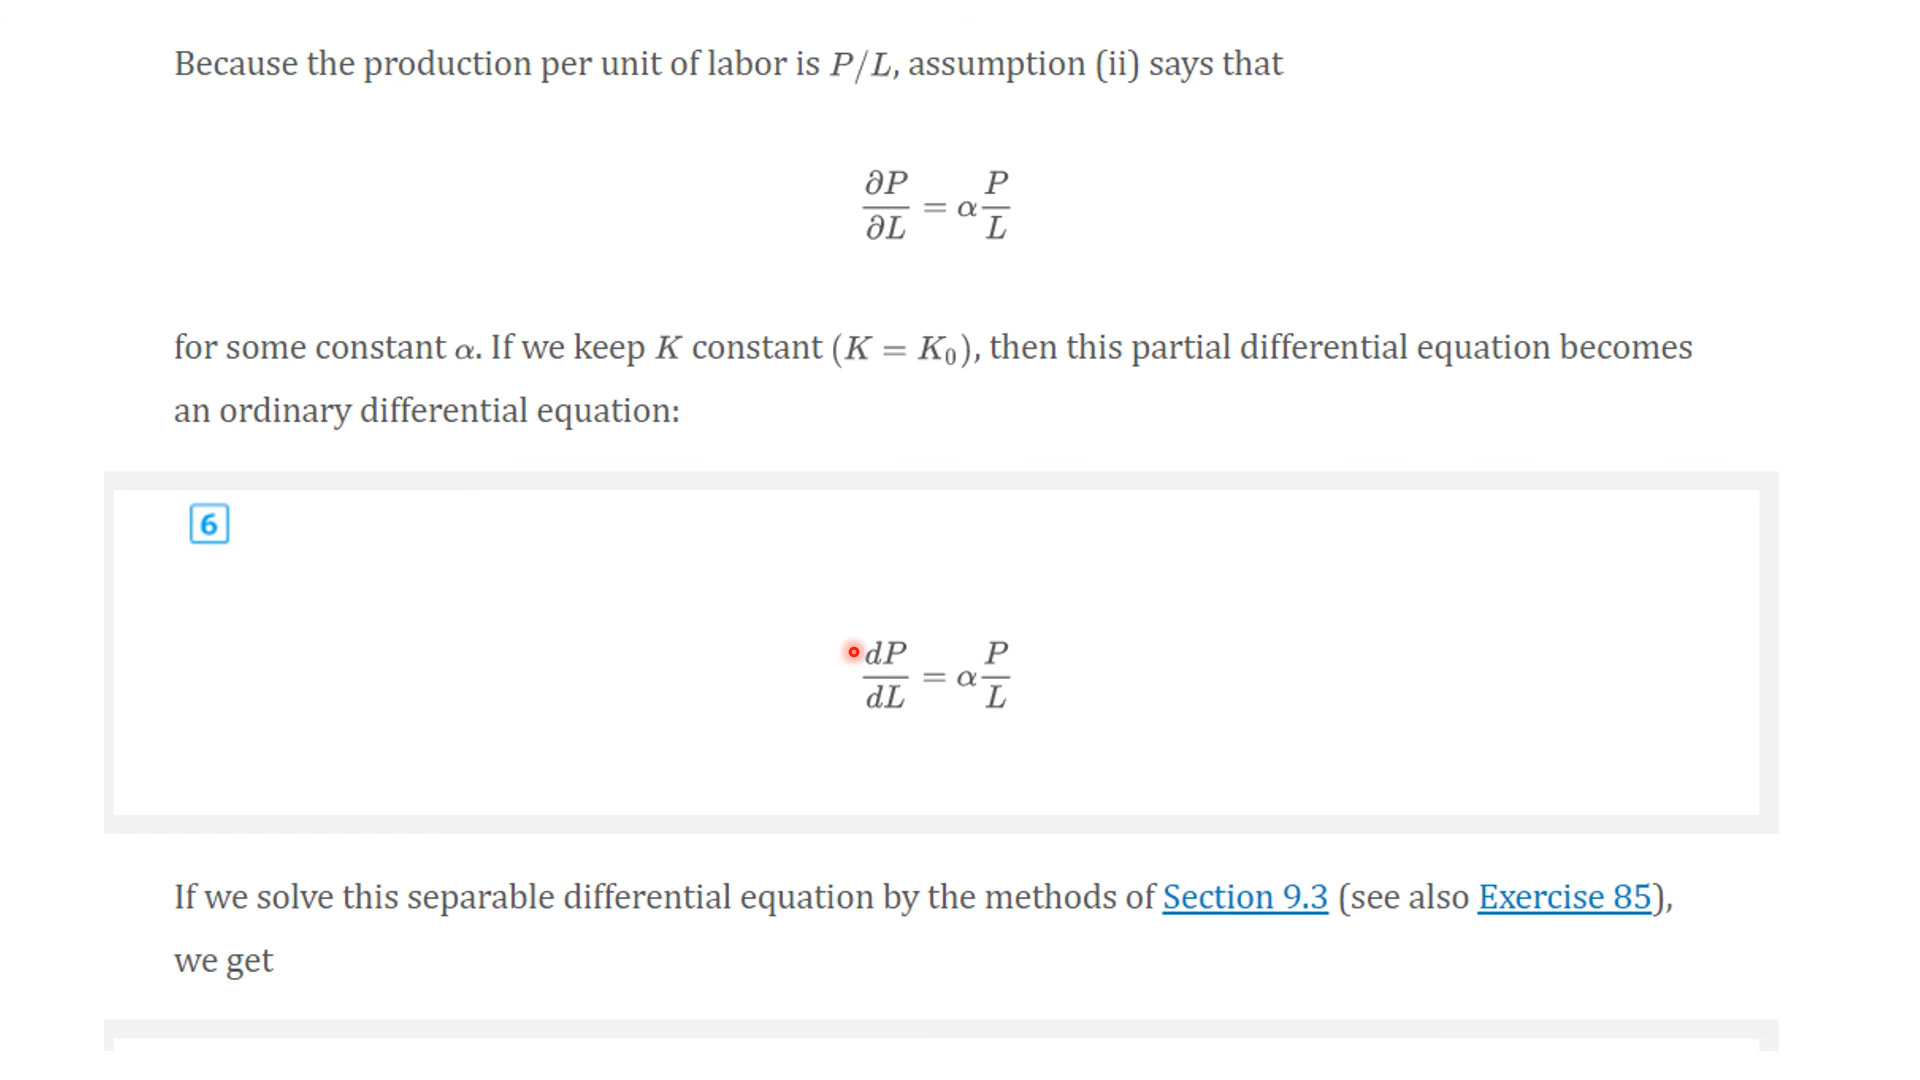 Because the production per unit of labor is P/L, assumption (ii) says that
∂P/∂L = α P/L
for some constant α. If we keep K constant (K = K₀), then this partial differential equation becomes
an ordinary differential equation:
6
dP/dL = α P/L
If we solve this separable differential equation by the methods of Section 9.3 (see also Exercise 85),
we get